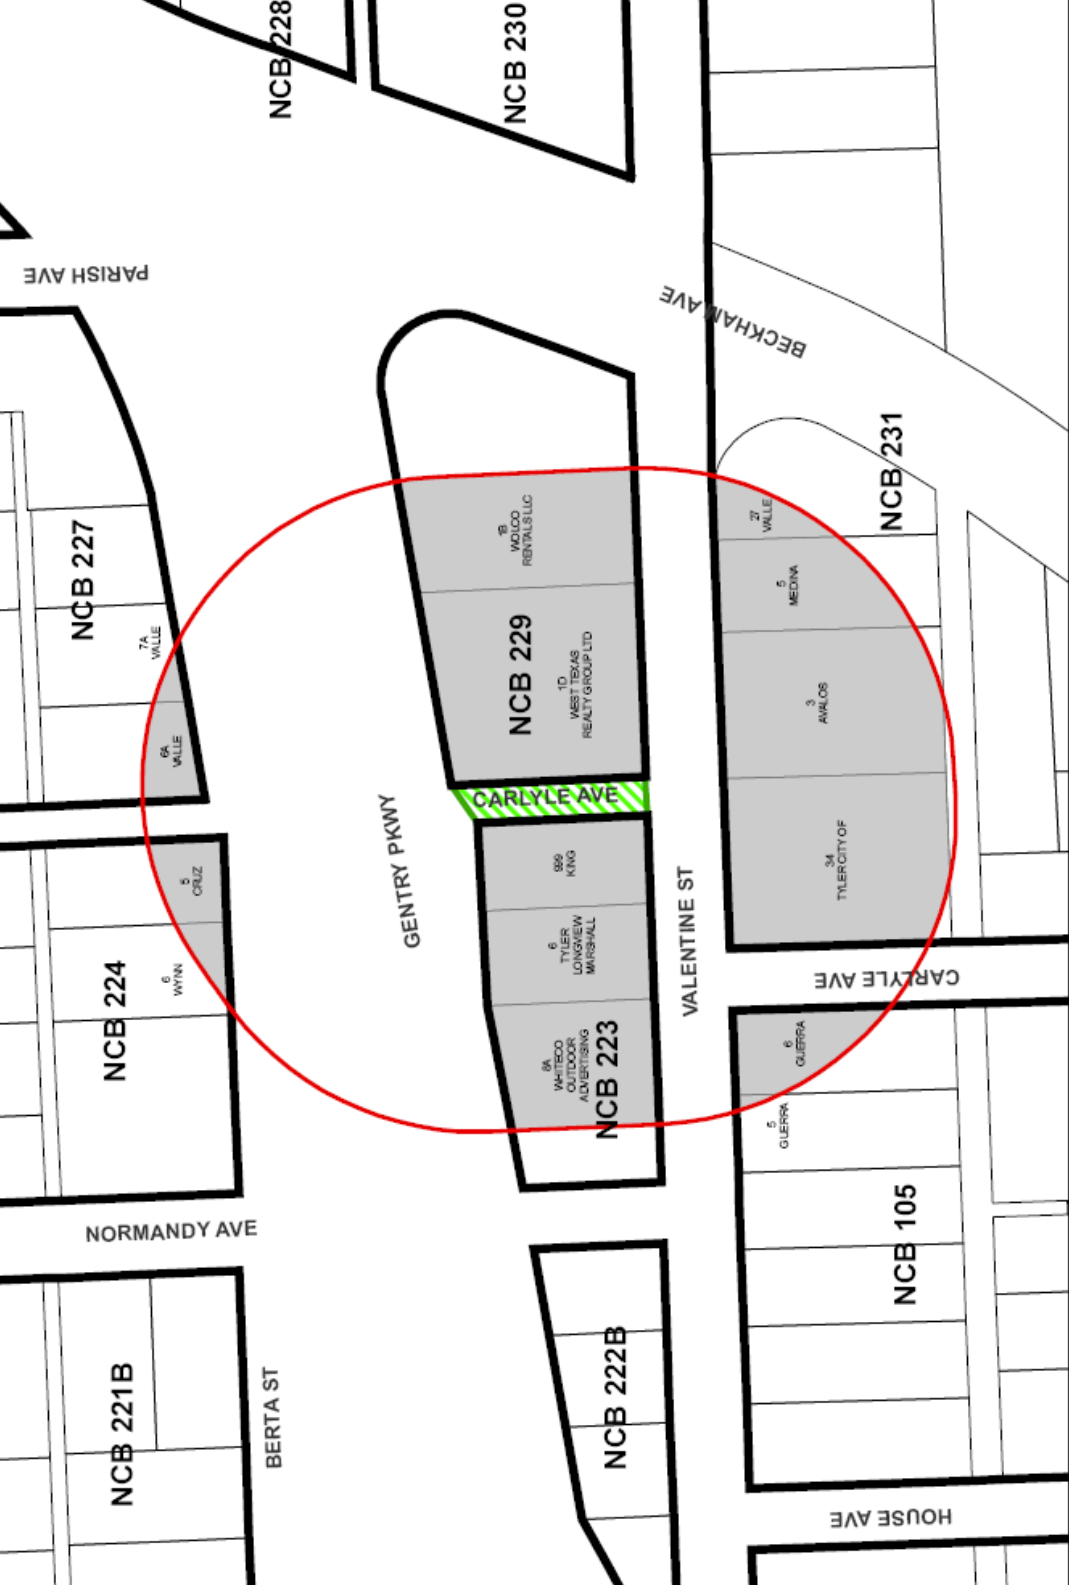 NCB 228
NCB 230
PARISH AVE
BECKHAM AVE
NCB 231
NCB 227
1B
WOLCO
RENTALS LLC
27
VALLE
5
MEDINA
7A
VALLE
NCB 229
1D
WEST TEXAS
REALTY GROUP LTD
3
AVALOS
6A
VALLE
CARLYLE AVE
GENTRY PKWY
999
KING
34
TYLER CITY OF
5
CRUZ
6
TYLER
LONGVIEW
MARSHALL
VALENTINE ST
6
WYNN
NCB 224
CARLYLE AVE
8A
WHITECO
OUTDOOR
ADVERTISING
NCB 223
6
GUERRA
5
GUERRA
NORMANDY AVE
NCB 105
NCB 221B
BERTA ST
NCB 222B
HOUSE AVE